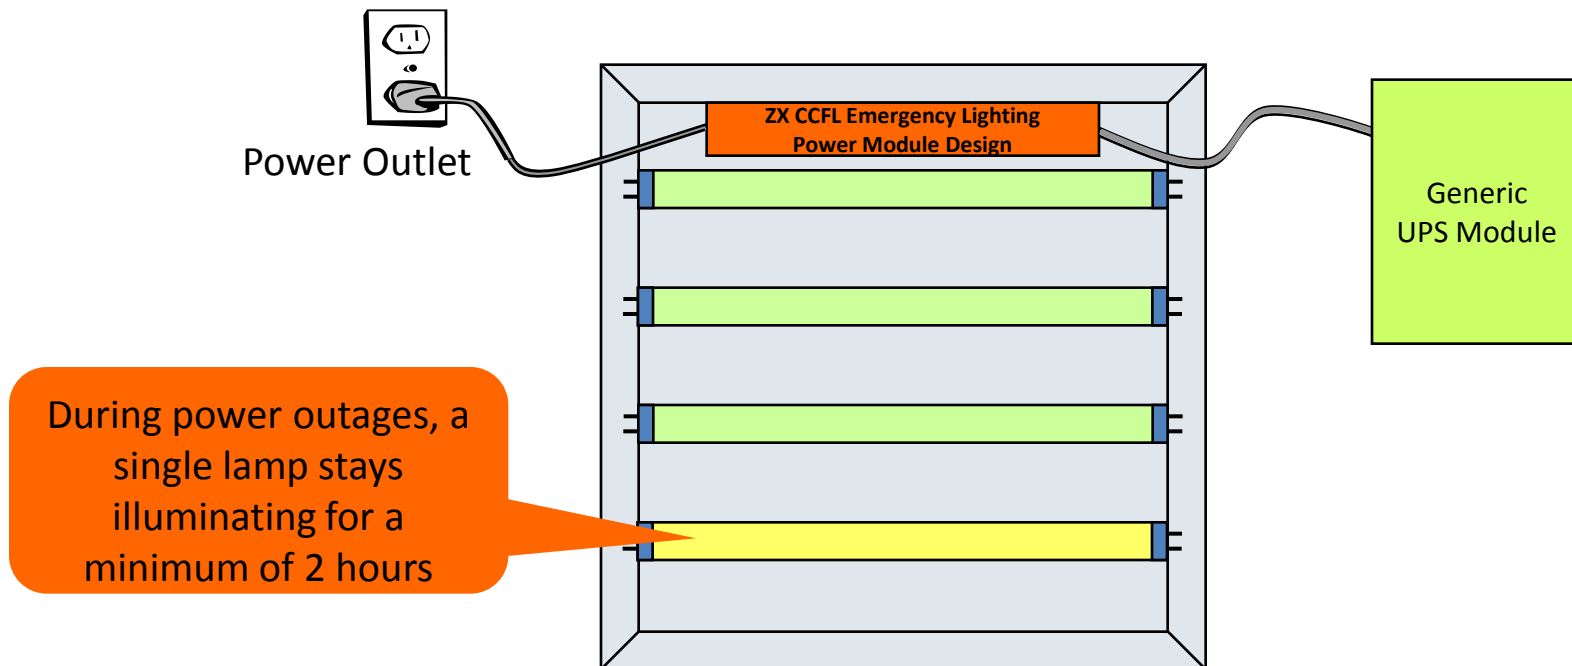 ZX CCFL Emergency Lighting
Power Module Design
Power Outlet
Generic
UPS Module
During power outages, a
single lamp stays
illuminating for a
minimum of 2 hours